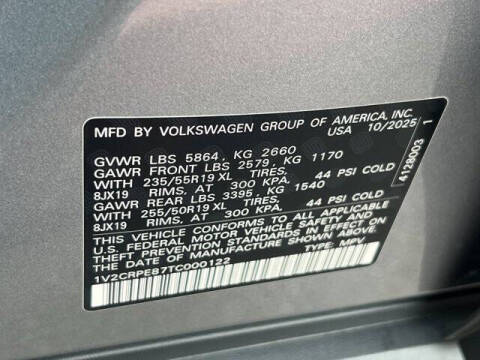 MFD BY VOLKSWAGEN GROUP OF AMERICA, INC.
USA 10/2025
GVWR LBS 5864, KG 2660
GAWR FRONT LBS 2579, KG 1170
WITH 235/55R19 XL TIRES,
8JX19 RIMS, AT 300 KPA, 44 PSI COLD
GAWR REAR LBS 3395, KG 1540
WITH 255/50R19 XL TIRES,
8JX19 RIMS, AT 300 KPA, 44 PSI COLD
THIS VEHICLE CONFORMS TO ALL APPLICABLE
U.S. FEDERAL MOTOR VEHICLE SAFETY AND
THEFT PREVENTION STANDARDS IN EFFECT ON
THE DATE OF MANUFACTURE SHOWN ABOVE
1V2CRPE87TC000122 TYPE: MPV
4128003 1